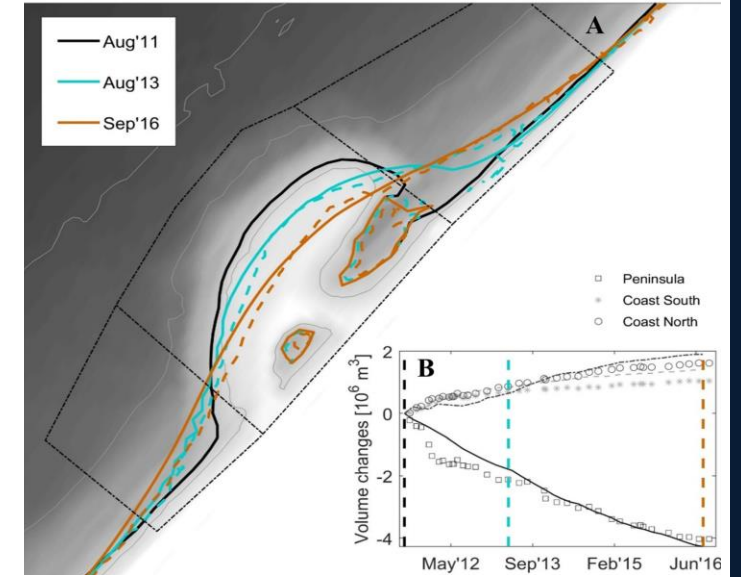 A
Aug'11
Aug'13
Sep'16
Peninsula
Coast South
Coast North
B
Volume changes [10⁶ m³]
2
0
-2
-4
May'12 Sep'13 Feb'15 Jun'16